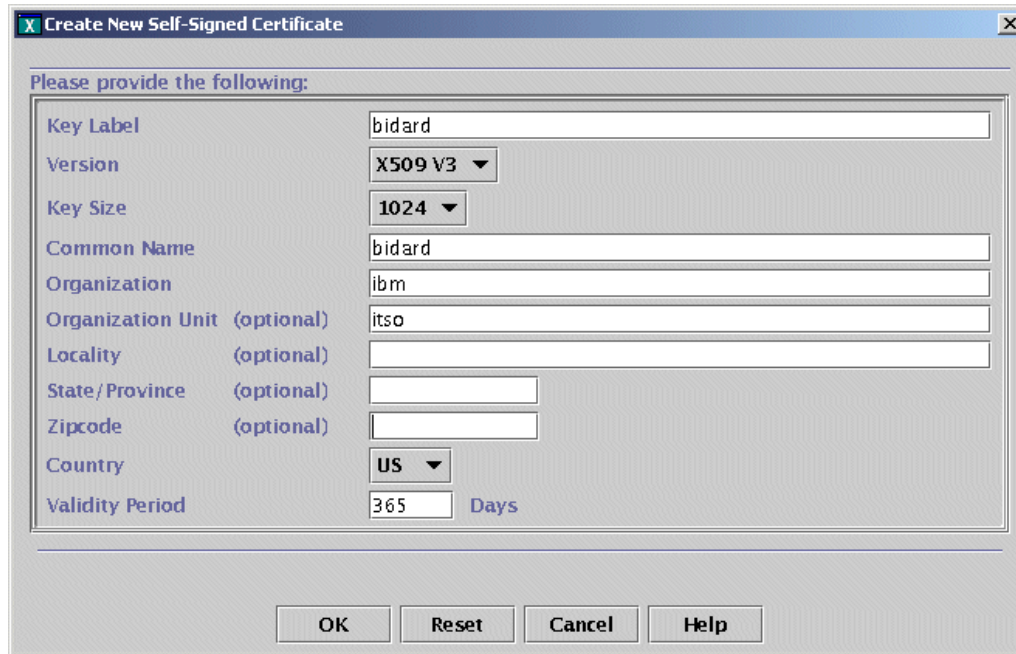 X Create New Self-Signed Certificate
Please provide the following:
Key Label bidard
Version X509 V3
Key Size 1024
Common Name bidard
Organization ibm
Organization Unit (optional) itso
Locality (optional)
State/Province (optional)
Zipcode (optional)
Country US
Validity Period 365 Days
OK Reset Cancel Help